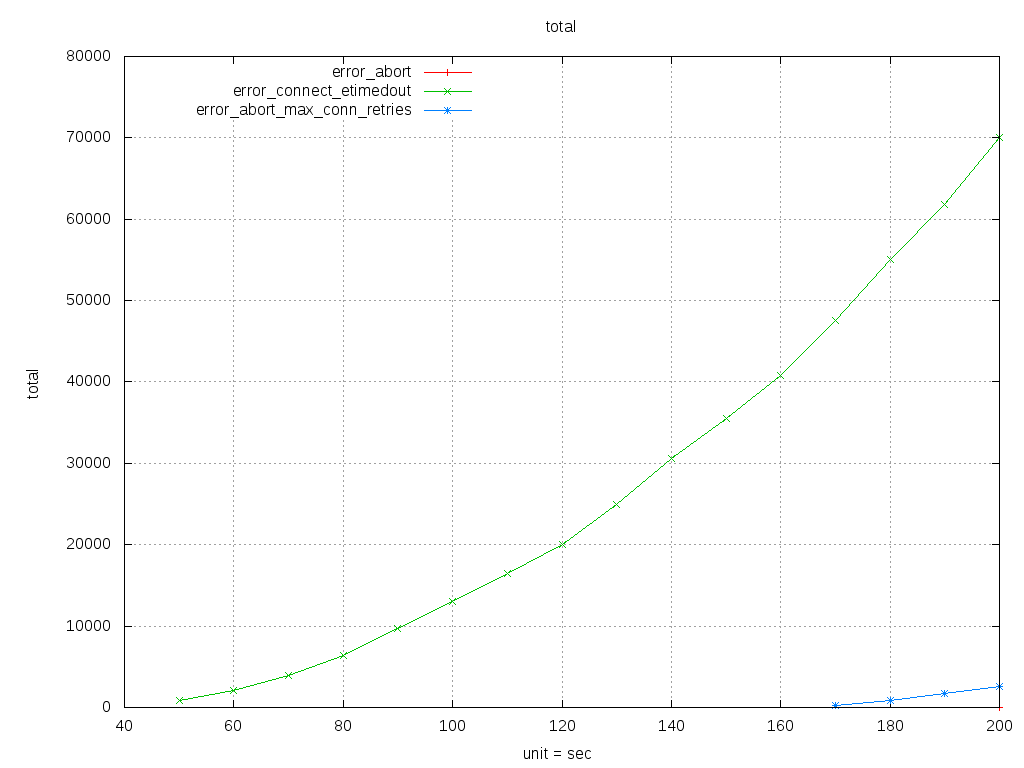 total
80000
70000
60000
50000
40000
30000
20000
10000
0
total
error_abort
error_connect_etimedout
error_abort_max_conn_retries
40 60 80 100 120 140 160 180 200
unit = sec